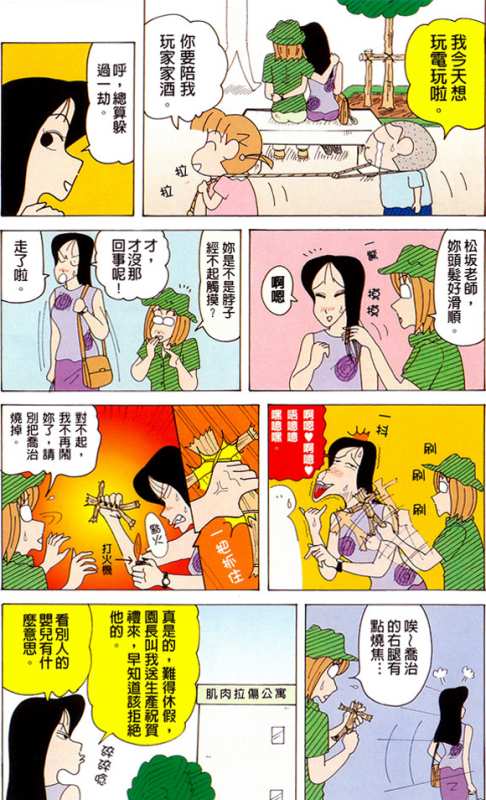 我今天想
玩電玩啦。
你要陪我
玩家家酒。
拉
拉
呼，總算躲
過一劫。
松坂老師，
妳頭髮好滑順。
啊嗯
妳是不是脖子
經不起觸摸？
才，
才沒那
回事呢！
走了啦。
啊嗯♥啊嗯♥
唔嗯嗯
嘿嗯嘿。
抖
刷
刷
刷
一把抓住
點火
打火機
對不起，
我不再鬧
妳了，請
別把喬治
燒掉。
唉～喬治
的右腿有
點燒焦…
肌肉拉傷公寓
真是的，難得休假，
園長叫我送生產祝賀
禮來，早知道該拒絕
他的。
看別人的
嬰兒有什
麼意思。
碎碎唸